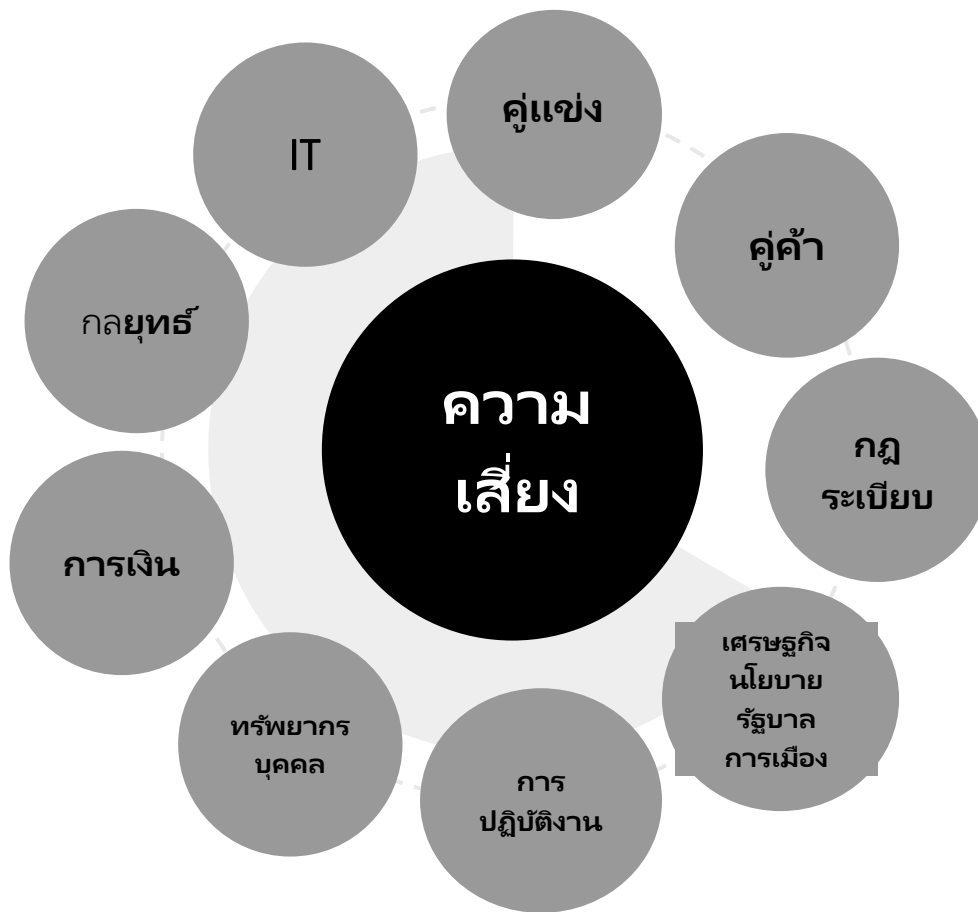 คู่แข่ง
IT
คู่ค้า
กลยุทธ์
ความ
เสี่ยง
กฎ
ระเบียบ
การเงิน
เศรษฐกิจ
นโยบาย
รัฐบาล
การเมือง
ทรัพยากร
บุคคล
การ
ปฏิบัติงาน